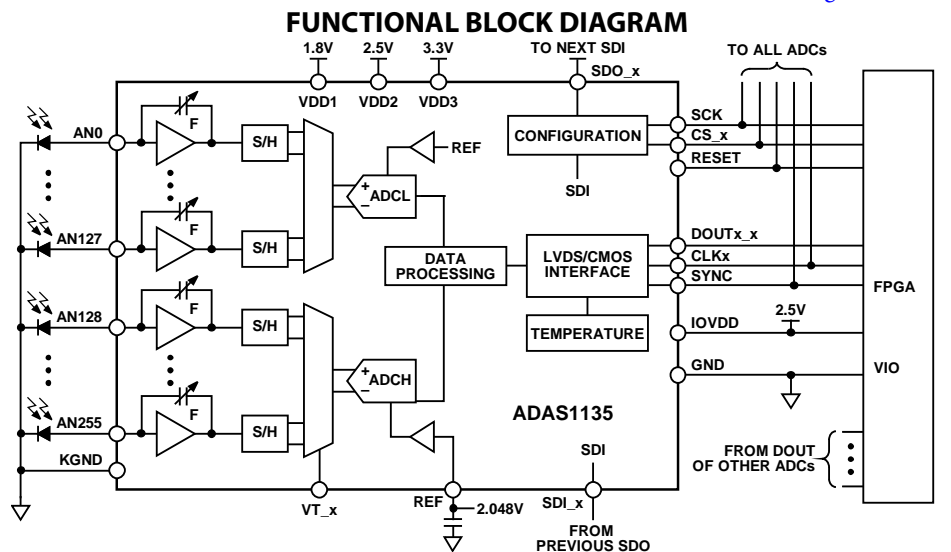 FUNCTIONAL BLOCK DIAGRAM
1.8V
2.5V
3.3V
TO NEXT SDI
TO ALL ADCs
SDO_x
VDD1
VDD2
VDD3
AN0
F
S/H
REF
CONFIGURATION
SCK
CS_x
RESET
SDI
+
–
ADCL
AN127
F
S/H
DATA
PROCESSING
LVDS/CMOS
INTERFACE
DOUTx_x
CLKx
SYNC
FPGA
AN128
F
S/H
TEMPERATURE
2.5V
IOVDD
VIO
GND
+
–
ADCH
AN255
F
S/H
ADAS1135
KGND
SDI
FROM DOUT
OF OTHER ADCs
VT_x
REF
2.048V
SDI_x
FROM
PREVIOUS SDO